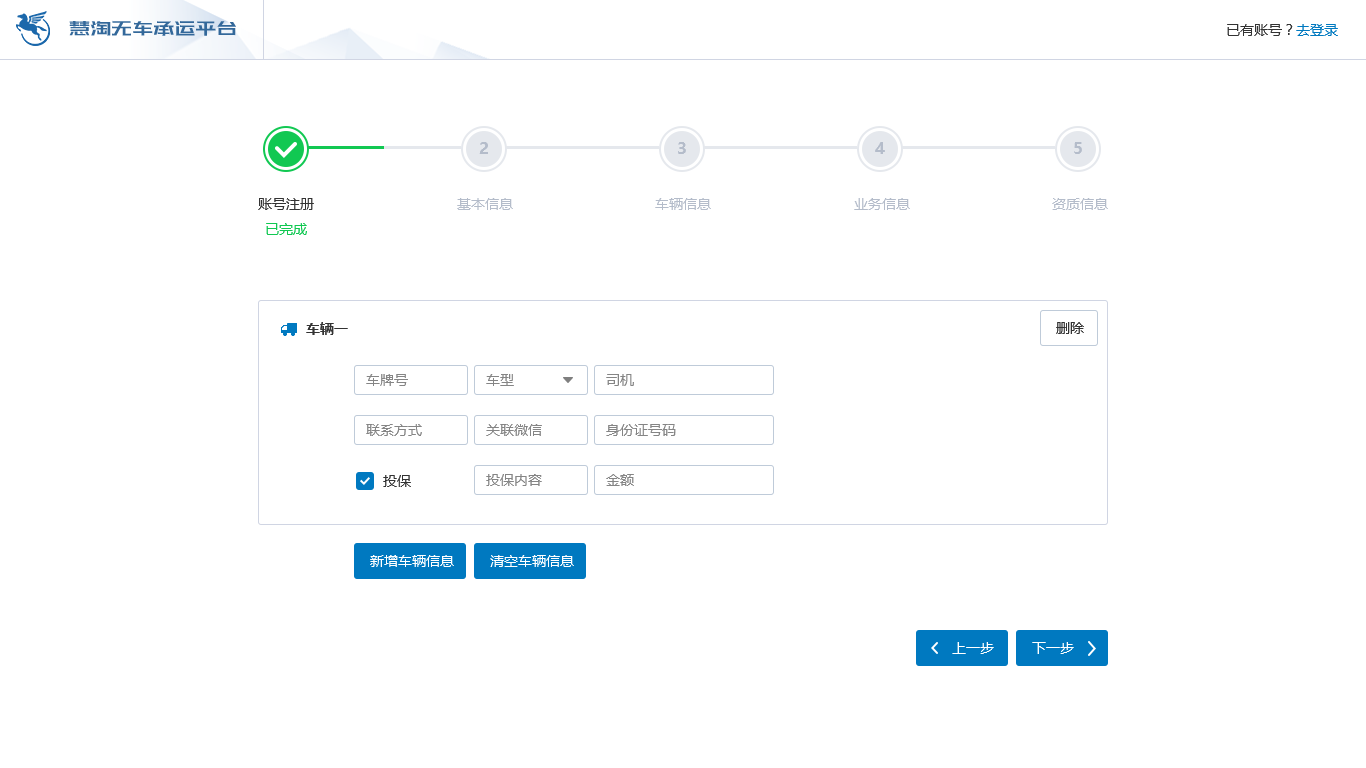 慧淘无车承运平台
已有账号？去登录
2 3 4 5
账号注册 基本信息 车辆信息 业务信息 资质信息
已完成
车辆一 删除
车牌号 车型 司机
联系方式 关联微信 身份证号码
投保 投保内容 金额
新增车辆信息 清空车辆信息
上一步 下一步